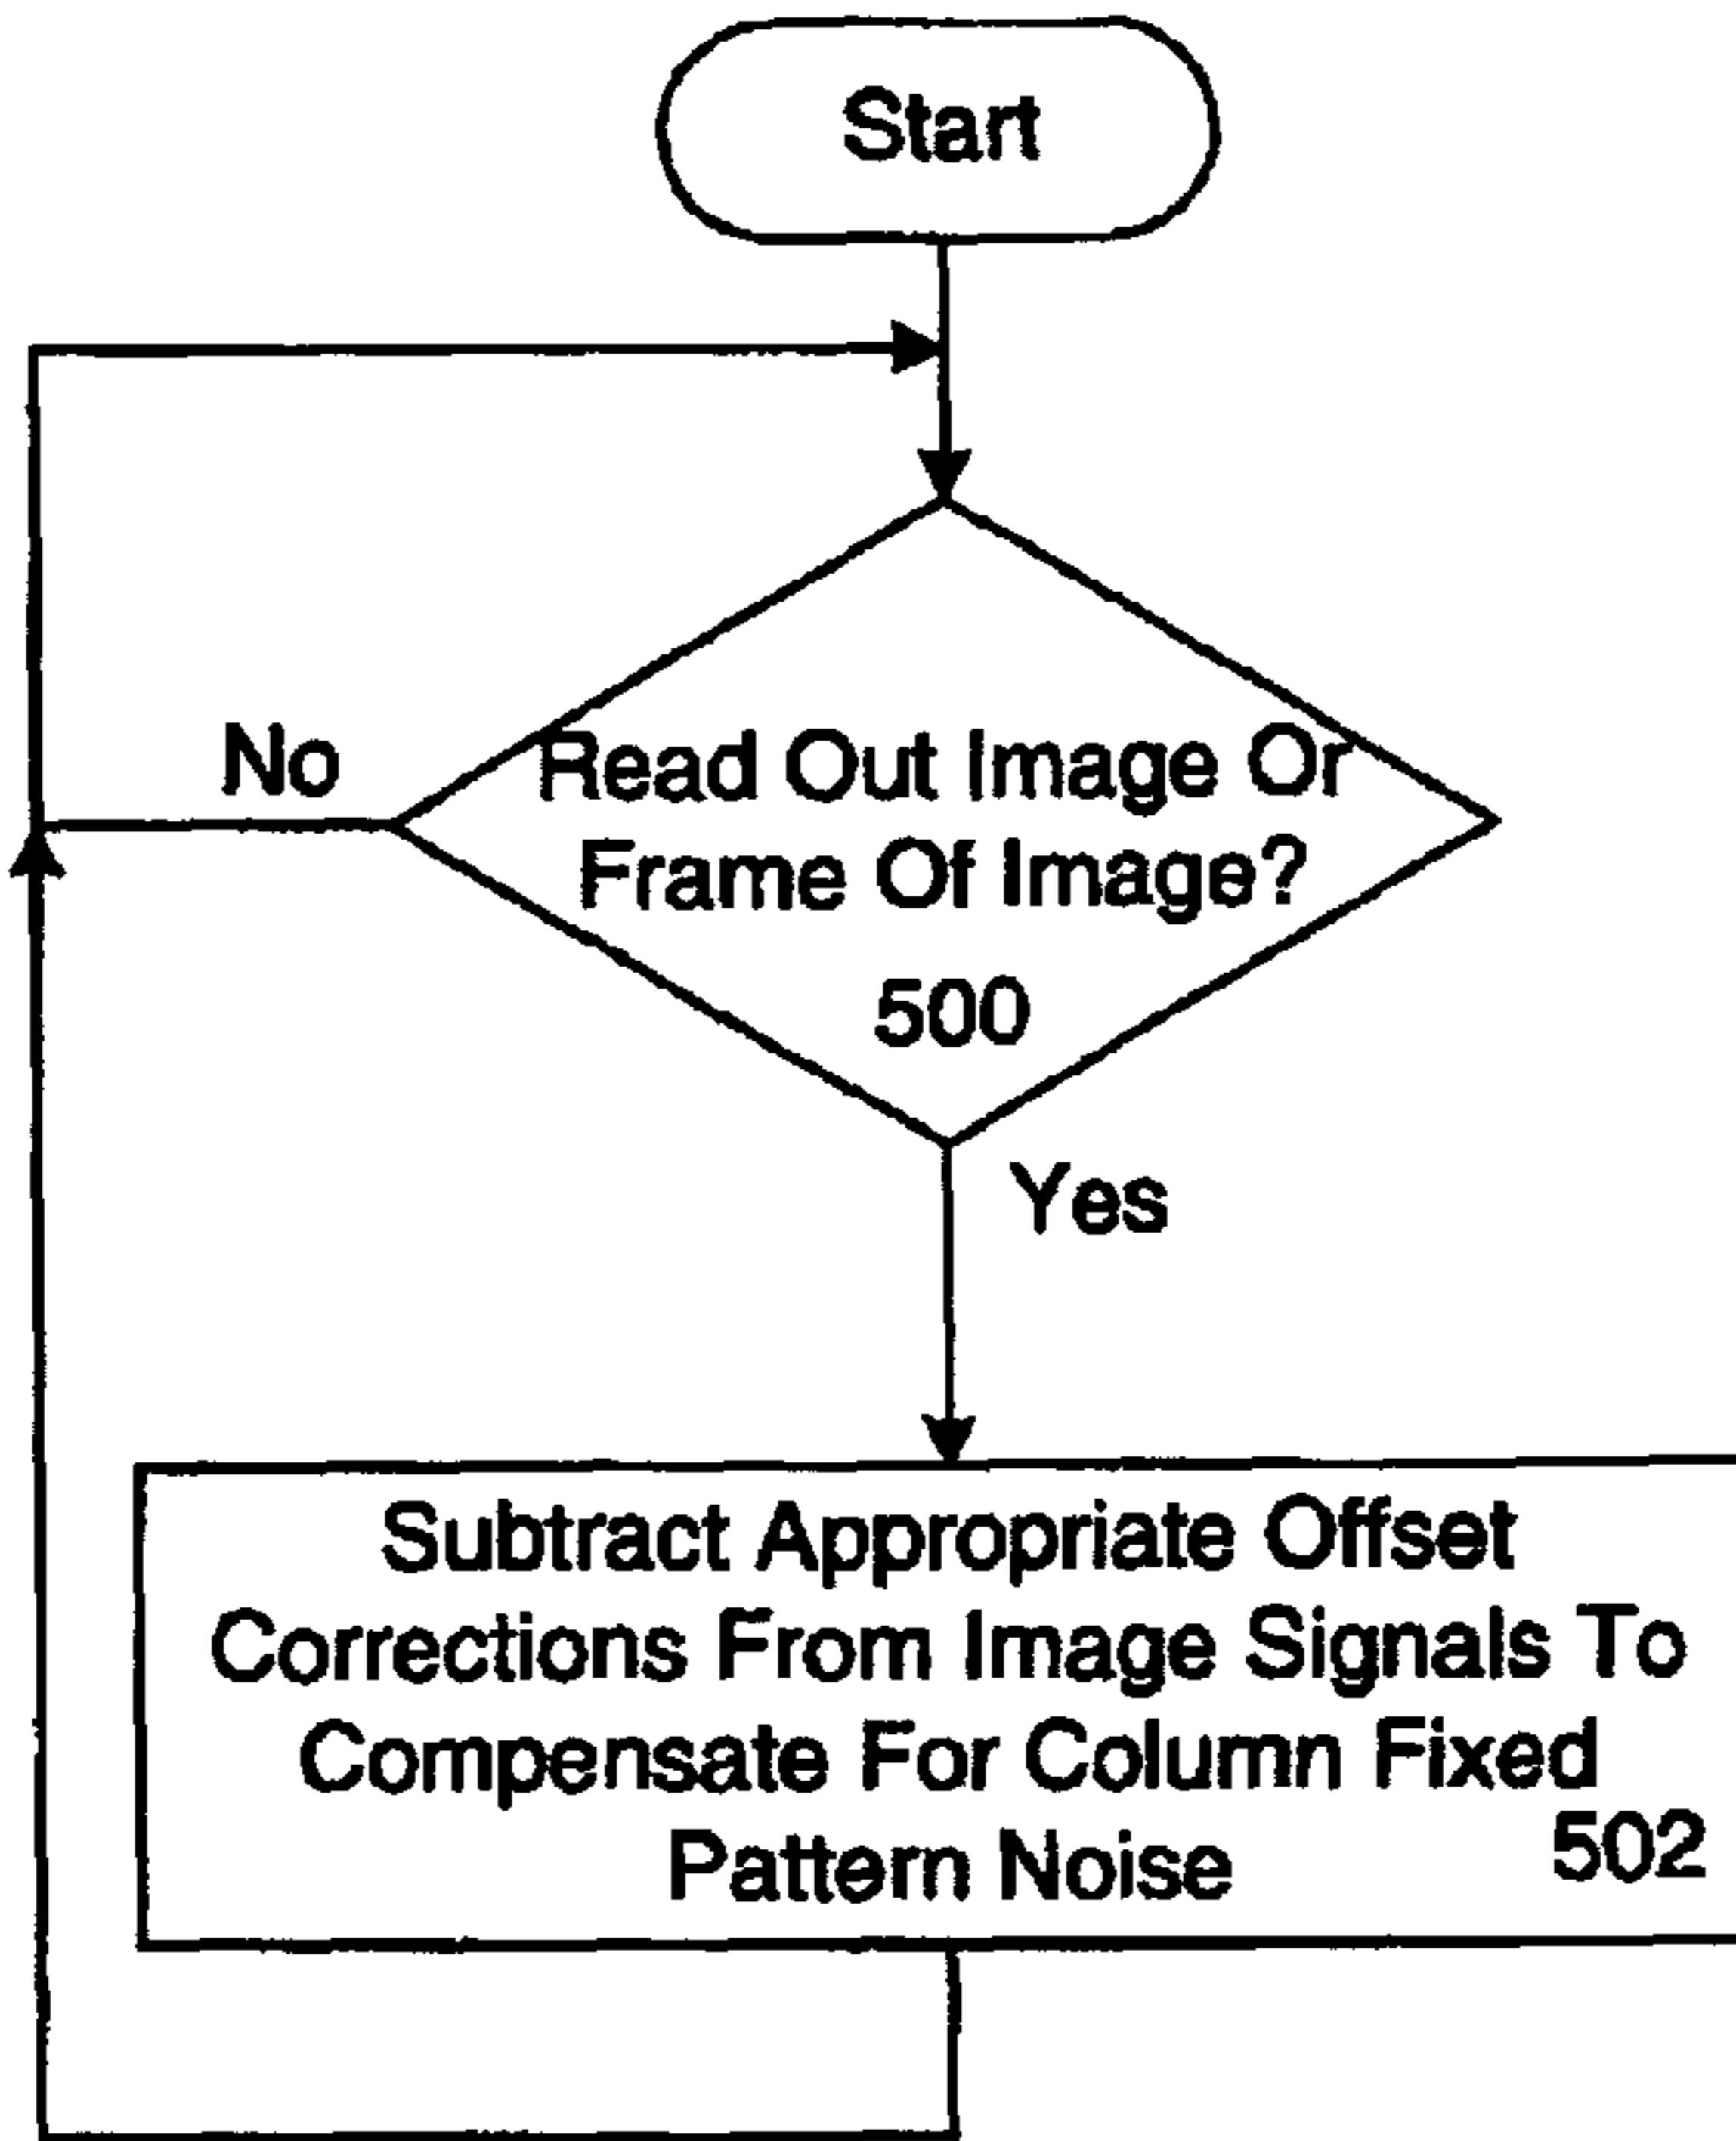 Start
No
Read Out Image Or
Frame Of Image?
500
Yes
Subtract Appropriate Offset
Corrections From Image Signals To
Compensate For Column Fixed
Pattern Noise 502